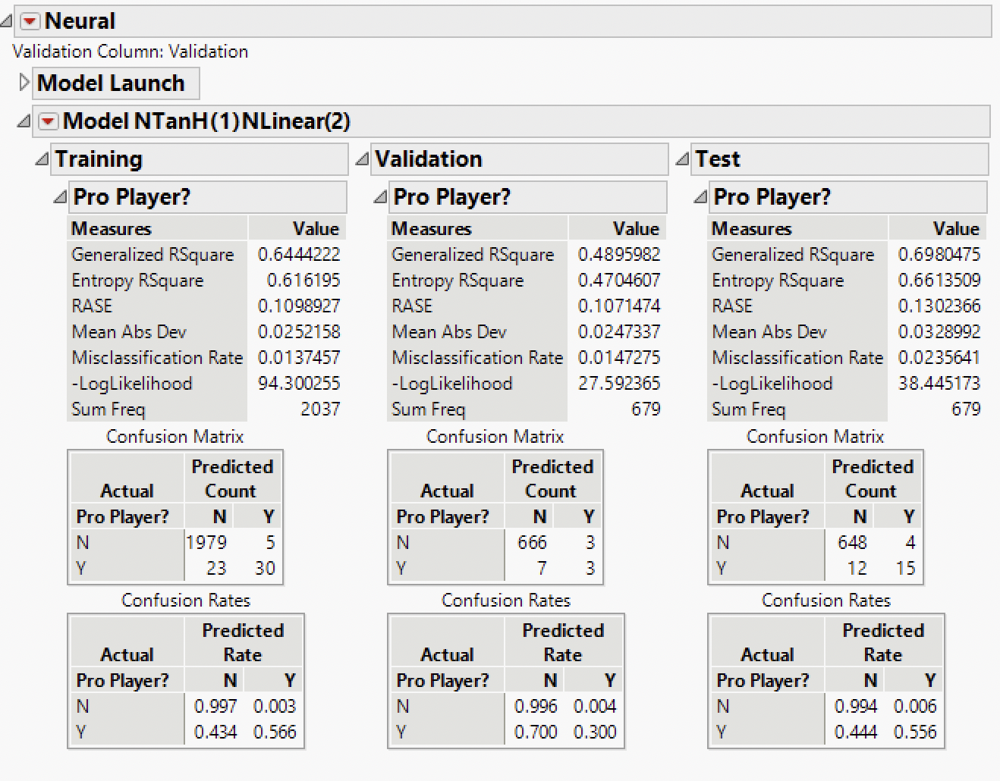 Neural
Validation Column: Validation
Model Launch
Model NTanH(1)NLinear(2)
Training
Pro Player?
Measures Value
Generalized RSquare 0.6444222
Entropy RSquare 0.616195
RASE 0.1098927
Mean Abs Dev 0.0252158
Misclassification Rate 0.0137457
-LogLikelihood 94.300255
Sum Freq 2037
Confusion Matrix
Predicted
Actual Count
Pro Player? N Y
N 1979 5
Y 23 30
Confusion Rates
Predicted
Actual Rate
Pro Player? N Y
N 0.997 0.003
Y 0.434 0.566
Validation
Pro Player?
Measures Value
Generalized RSquare 0.4895982
Entropy RSquare 0.4704607
RASE 0.1071474
Mean Abs Dev 0.0247337
Misclassification Rate 0.0147275
-LogLikelihood 27.592365
Sum Freq 679
Confusion Matrix
Predicted
Actual Count
Pro Player? N Y
N 666 3
Y 7 3
Confusion Rates
Predicted
Actual Rate
Pro Player? N Y
N 0.996 0.004
Y 0.700 0.300
Test
Pro Player?
Measures Value
Generalized RSquare 0.6980475
Entropy RSquare 0.6613509
RASE 0.1302366
Mean Abs Dev 0.0328992
Misclassification Rate 0.0235641
-LogLikelihood 38.445173
Sum Freq 679
Confusion Matrix
Predicted
Actual Count
Pro Player? N Y
N 648 4
Y 12 15
Confusion Rates
Predicted
Actual Rate
Pro Player? N Y
N 0.994 0.006
Y 0.444 0.556